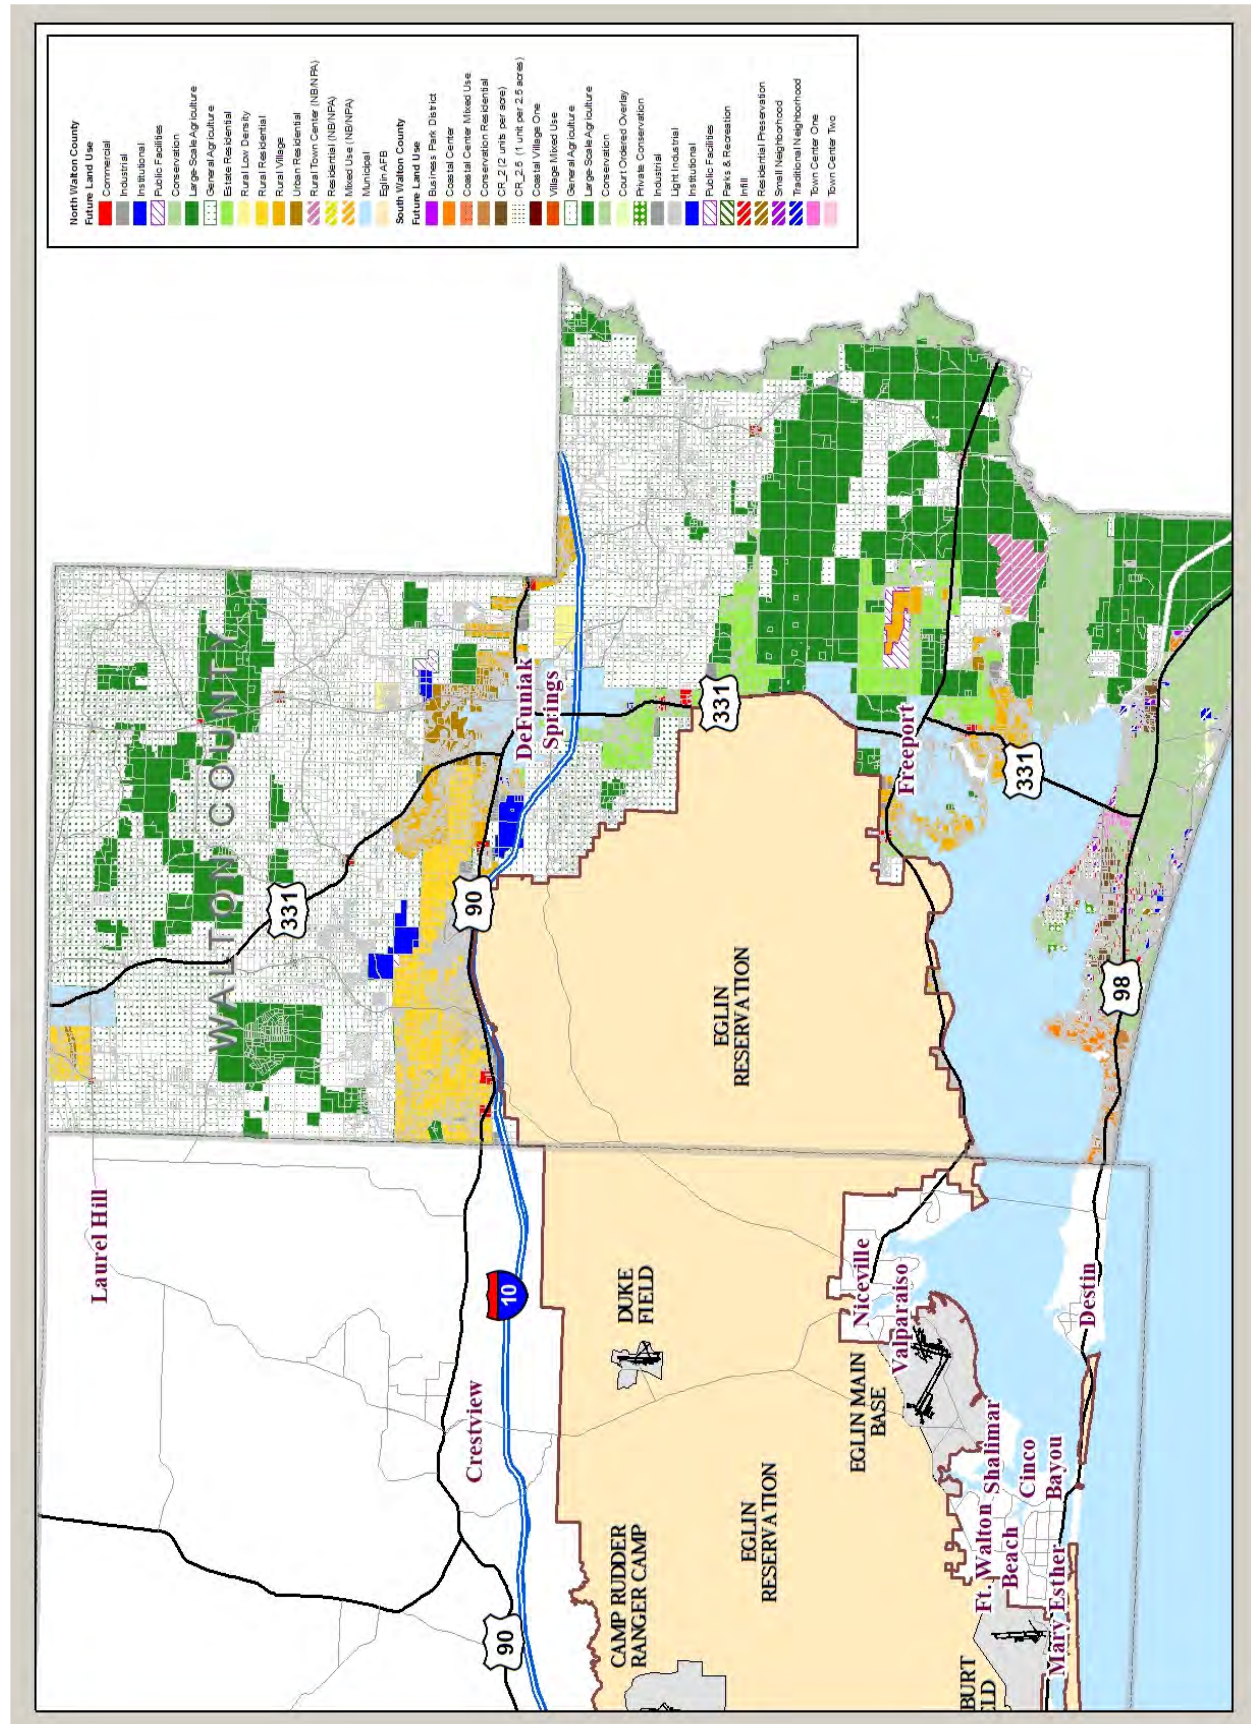 North Walton County
Future Land Use
Commercial
Industrial
Institutional
Public Facilities
Conservation
Large-Scale Agriculture
General Agriculture
Estate Residential
Rural Low Density
Rural Residential
Rural Village
Urban Residential
Rural Town Center (NB/NPA)
Residential (NB/NPA)
Mixed Use (NB/NPA)
Municipal
Eglin AFB
South Walton County
Future Land Use
Business Park District
Coastal Center
Coastal Center Mixed Use
Conservation Residential
CR_2 (2 units per acre)
CR_2.5 (1 unit per 2.5 acres)
Coastal Village One
Village Mixed Use
General Agriculture
Large-Scale Agriculture
Conservation
Court Ordered Overlay
Private Conservation
Industrial
Light Industrial
Institutional
Public Facilities
Parks & Recreation
Infill
Residential Preservation
Small Neighborhood
Traditional Neighborhood
Town Center One
Town Center Two
Laurel Hill
WALTON COUNTY
331
Crestview
90
90
10
DeFuniak
Springs
331
CAMP RUDDER
RANGER CAMP
DUKE
FIELD
EGLIN
RESERVATION
EGLIN
RESERVATION
EGLIN MAIN
BASE
Niceville
Valparaiso
Freeport
331
BURT
LD
Ft. Walton
Beach
Shalimar
Cinco
Bayou
Mary Esther
Destin
98